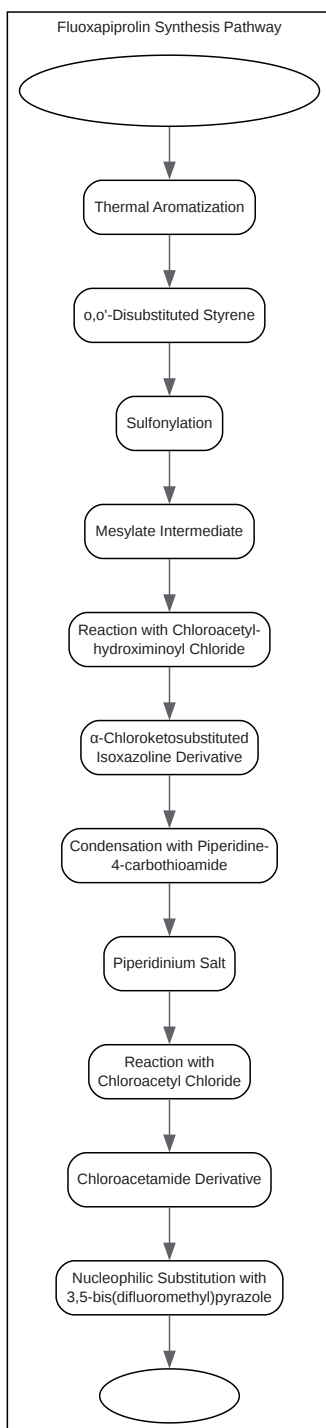 Fluoxapiprolin Synthesis Pathway
Thermal Aromatization
o,o'-Disubstituted Styrene
Sulfonylation
Mesylate Intermediate
Reaction with Chloroacetyl-
hydroximinoyl Chloride
α-Chloroketosubstituted
Isoxazoline Derivative
Condensation with Piperidine-
4-carbothioamide
Piperidinium Salt
Reaction with
Chloroacetyl Chloride
Chloroacetamide Derivative
Nucleophilic Substitution with
3,5-bis(difluoromethyl)pyrazole